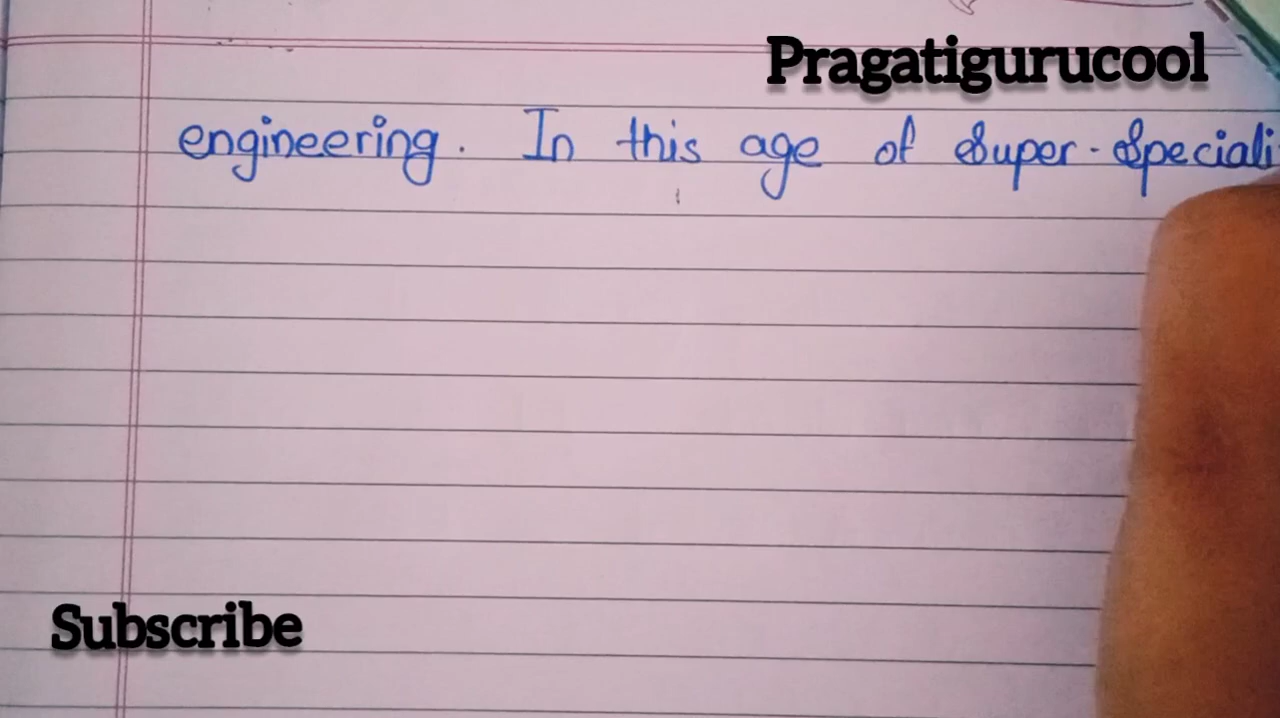 Pragatigurucool
engineering. In this age of Super-Speciali
Subscribe